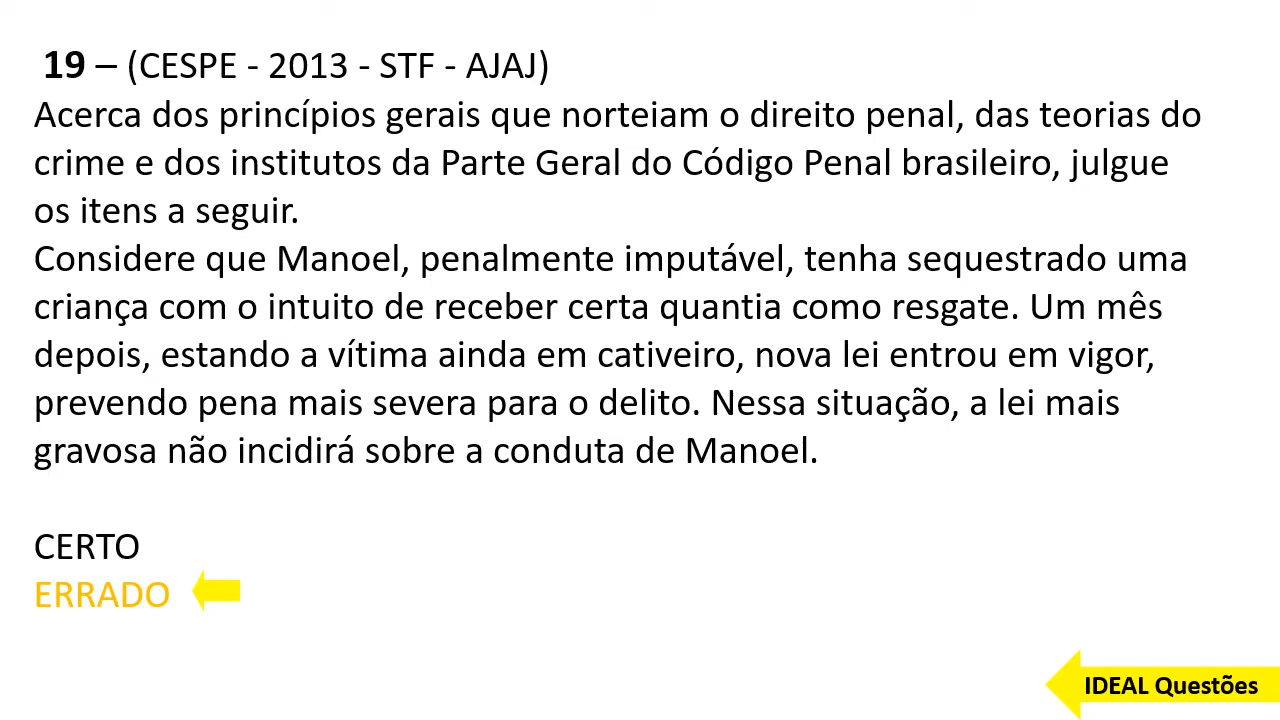 19 – (CESPE - 2013 - STF - AJAJ)
Acerca dos princípios gerais que norteiam o direito penal, das teorias do
crime e dos institutos da Parte Geral do Código Penal brasileiro, julgue
os itens a seguir.
Considere que Manoel, penalmente imputável, tenha sequestrado uma
criança com o intuito de receber certa quantia como resgate. Um mês
depois, estando a vítima ainda em cativeiro, nova lei entrou em vigor,
prevendo pena mais severa para o delito. Nessa situação, a lei mais
gravosa não incidirá sobre a conduta de Manoel.
CERTO
ERRADO
IDEAL Questões